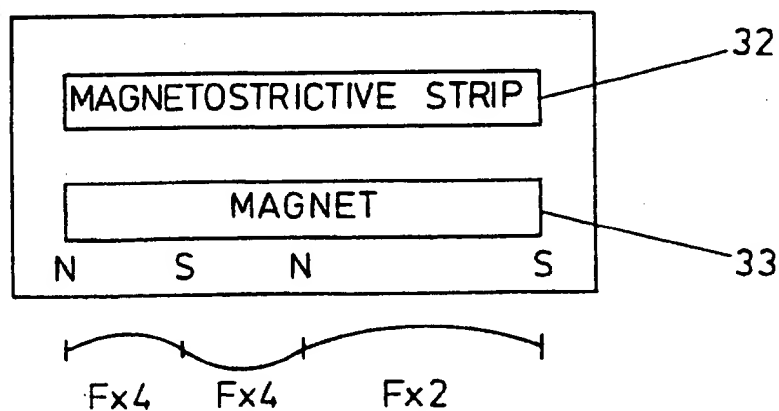 32
MAGNETOSTRICTIVE STRIP
MAGNET
N S N S
33
Fx4 Fx4 Fx2